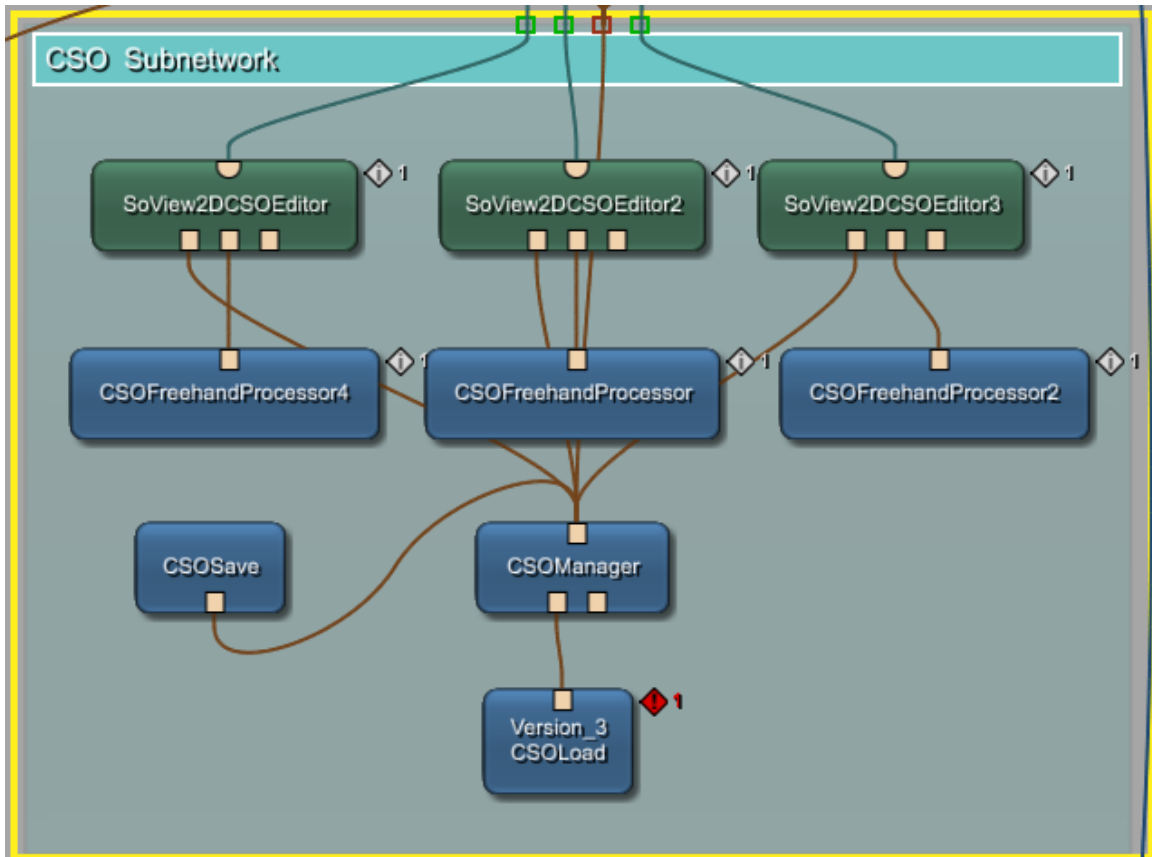 CSO Subnetwork
1
1
1
SoView2DCSOEditor
SoView2DCSOEditor2
SoView2DCSOEditor3
1
1
1
CSOFreehandProcessor4
CSOFreehandProcessor
CSOFreehandProcessor2
CSOSave
CSOManager
1
Version_3
CSOLoad